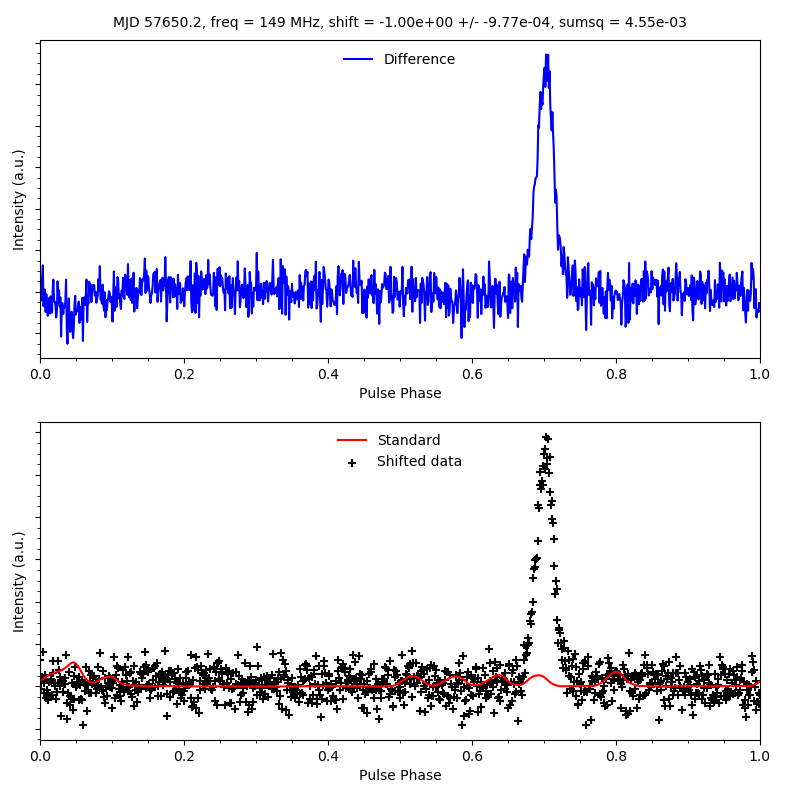 MJD 57650.2, freq = 149 MHz, shift = -1.00e+00 +/- -9.77e-04, sumsq = 4.55e-03
Difference
Intensity (a.u.)
0.0 0.2 0.4 0.6 0.8 1.0
Pulse Phase
Standard
Shifted data
Intensity (a.u.)
0.0 0.2 0.4 0.6 0.8 1.0
Pulse Phase